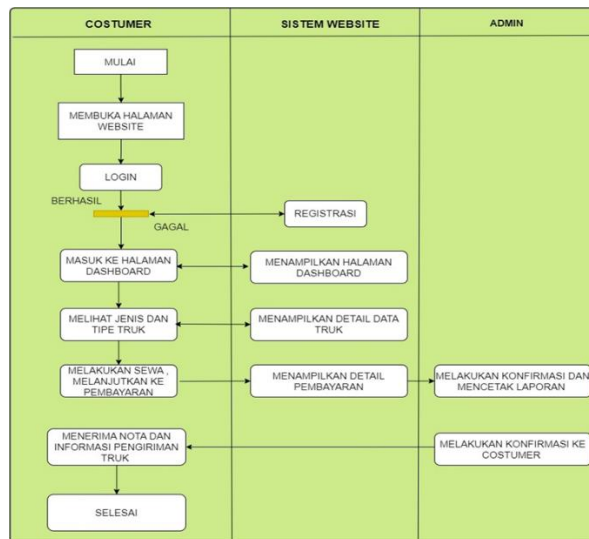 COSTUMER
SISTEM WEBSITE
ADMIN
MULAI
MEMBUKA HALAMAN
WEBSITE
LOGIN
BERHASIL
GAGAL
REGISTRASI
MASUK KE HALAMAN
DASHBOARD
MENAMPILKAN HALAMAN
DASHBOARD
MELIHAT JENIS DAN
TIPE TRUK
MENAMPILKAN DETAIL DATA
TRUK
MELAKUKAN SEWA ,
MELANJUTKAN KE
PEMBAYARAN
MENAMPILKAN DETAIL
PEMBAYARAN
MELAKUKAN KONFIRMASI DAN
MENCETAK LAPORAN
MENERIMA NOTA DAN
INFORMASI PENGIRIMAN
TRUK
MELAKUKAN KONFIRMASI KE
COSTUMER
SELESAI